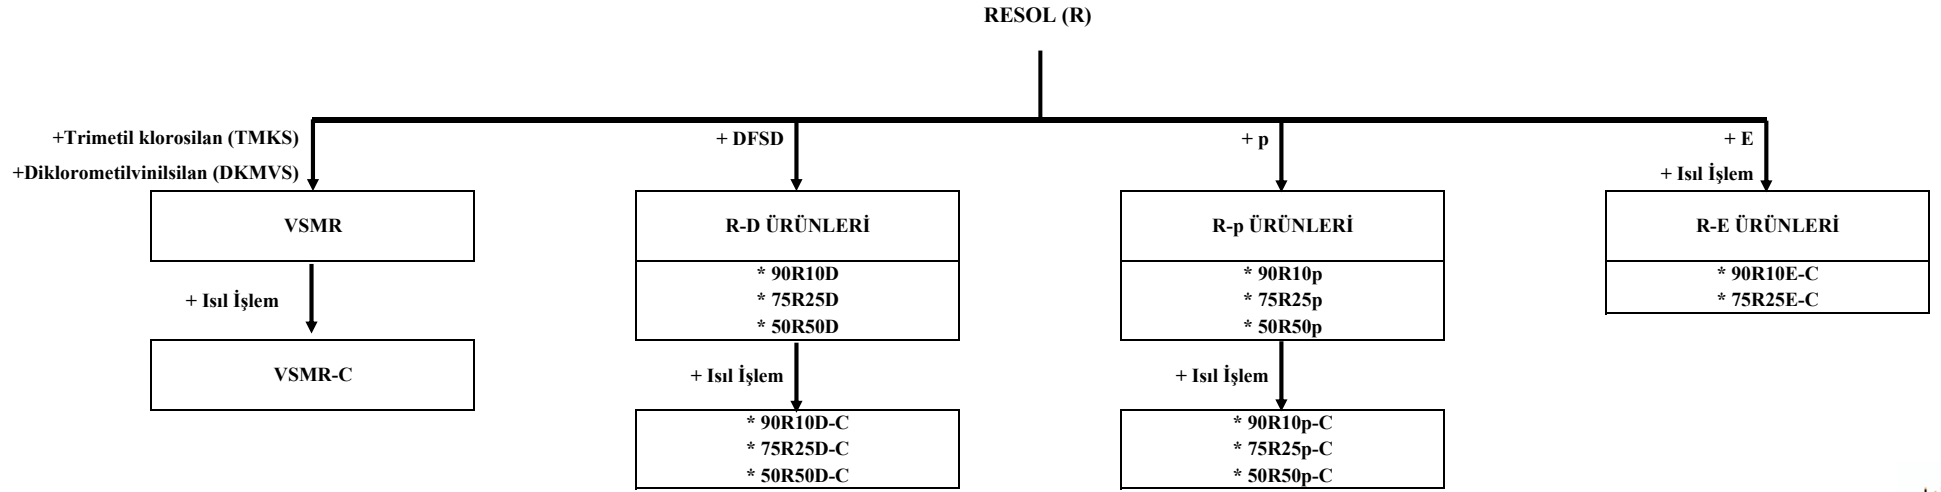 RESOL (R)
+Trimetil klorosilan (TMKS)
+Diklorometilvinilsilan (DKMVS)
VSMR
+ Isıl İşlem
VSMR-C
+ DFSD
R-D ÜRÜNLERİ
* 90R10D
* 75R25D
* 50R50D
+ Isıl İşlem
* 90R10D-C
* 75R25D-C
* 50R50D-C
+ p
R-p ÜRÜNLERİ
* 90R10p
* 75R25p
* 50R50p
+ Isıl İşlem
* 90R10p-C
* 75R25p-C
* 50R50p-C
+ E
+ Isıl İşlem
R-E ÜRÜNLERİ
* 90R10E-C
* 75R25E-C